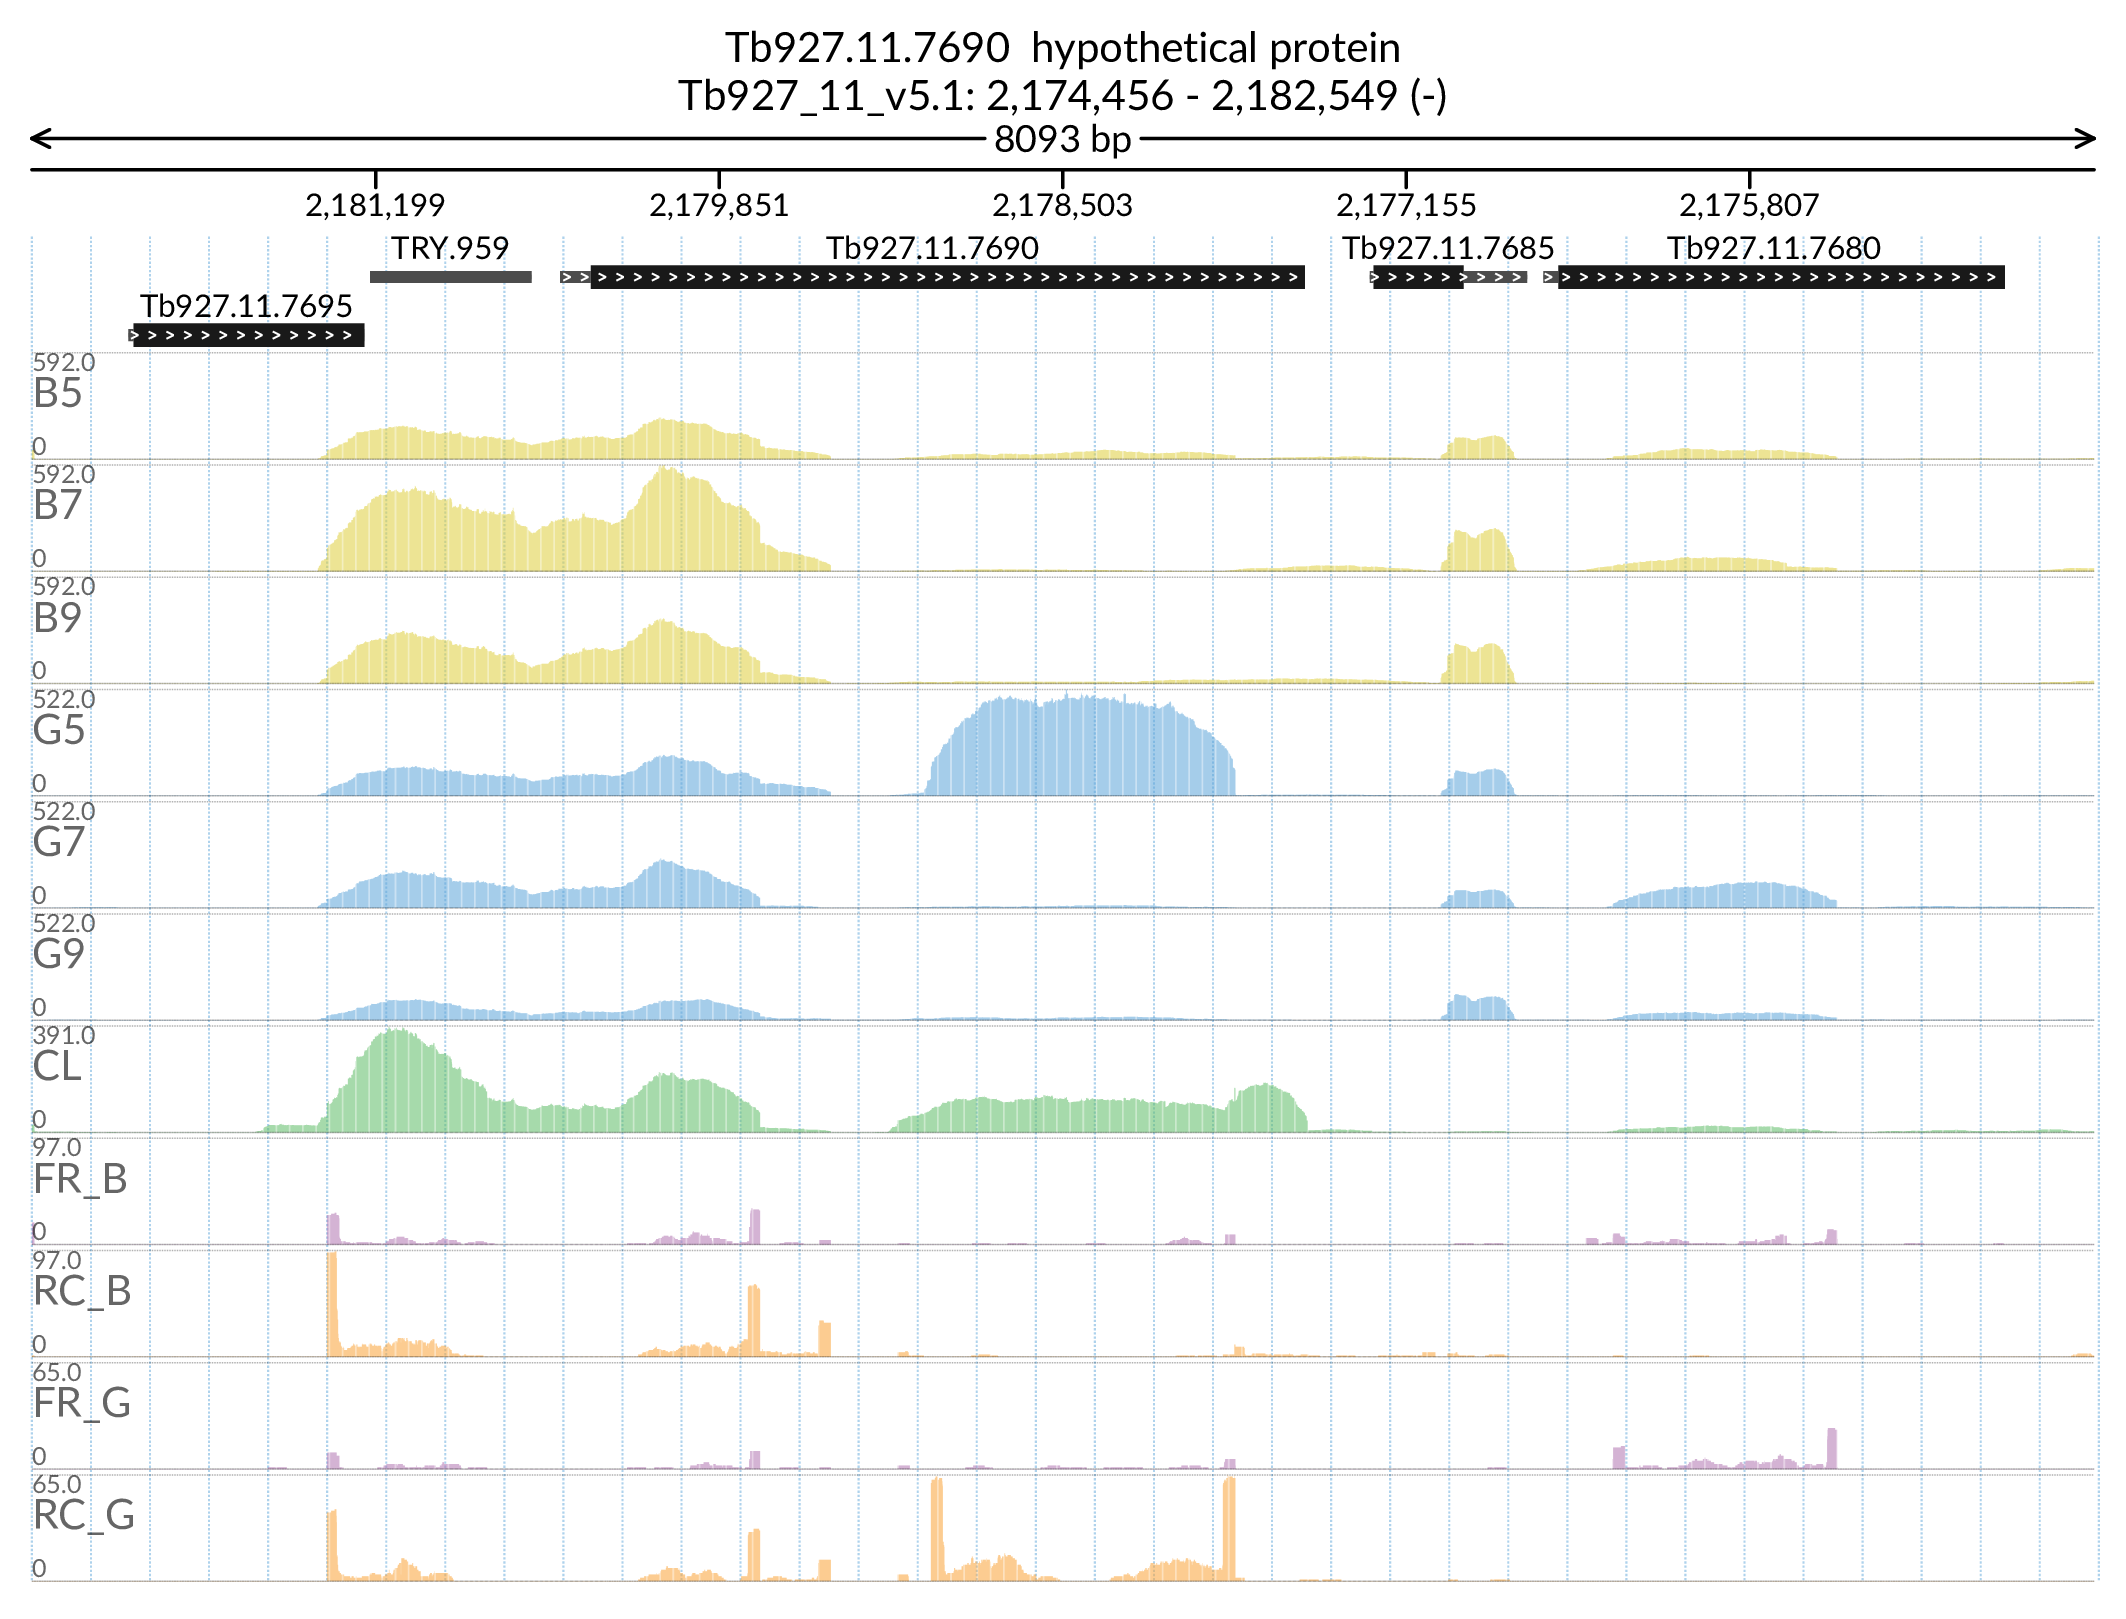 Tb927.11.7690  hypothetical protein
Tb927_11_v5.1: 2,174,456 - 2,182,549 (-)
8093 bp
2,181,199 2,179,851 2,178,503 2,177,155 2,175,807
TRY.959 Tb927.11.7690 Tb927.11.7685 Tb927.11.7680
Tb927.11.7695
592.0
B5
0
592.0
B7
0
592.0
B9
0
522.0
G5
0
522.0
G7
0
522.0
G9
0
391.0
CL
0
97.0
FR_B
0
97.0
RC_B
0
65.0
FR_G
0
65.0
RC_G
0